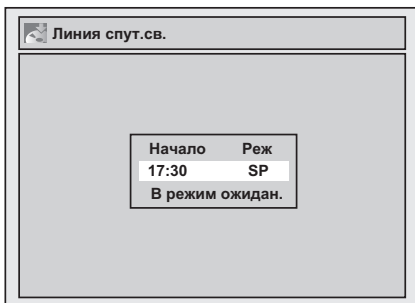 Линия спут.св.
Начало Реж
17:30 SP
В режим ожидан.